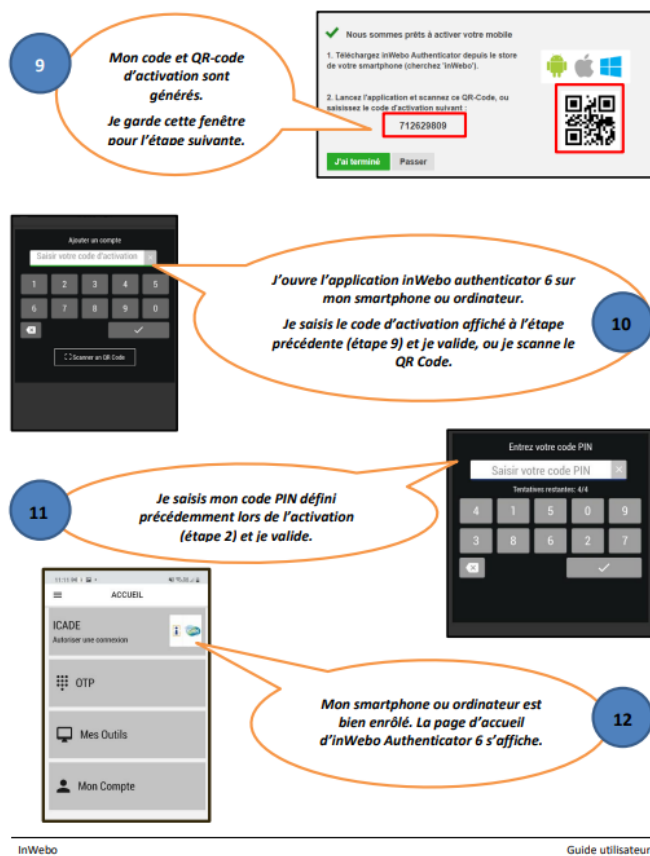 9
Mon code et QR-code
d'activation sont
générés.
Je garde cette fenêtre
pour l'étape suivante.
Nous sommes prêts à activer votre mobile
1. Téléchargez inWebo Authenticator depuis le store
de votre smartphone (cherchez 'inWebo').
2. Lancez l'application et scannez ce QR-Code, ou
saisissez le code d'activation suivant :
712629809
J'ai terminé Passer
Ajouter un compte
Saisir votre code d'activation ×
1 2 3 4 5
6 7 8 9 0
Scanner un QR Code
J'ouvre l'application inWebo authenticator 6 sur
mon smartphone ou ordinateur.
Je saisis le code d'activation affiché à l'étape
précédente (étape 9) et je valide, ou je scanne le
QR Code.
10
11
Je saisis mon code PIN défini
précédemment lors de l'activation
(étape 2) et je valide.
Entrez votre code PIN
Saisir votre code PIN ×
Tentatives restantes: 4/4
4 1 5 0 9
3 8 6 2 7
ACCUEIL
ICADE
Autoriser une connexion
OTP
Mes Outils
Mon Compte
Mon smartphone ou ordinateur est
bien enrôlé. La page d'accueil
d'inWebo Authenticator 6 s'affiche.
12
InWebo
Guide utilisateur